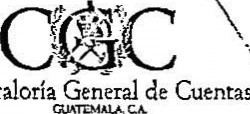 CGC
raloría General de Cuentas
GUATEMALA, C.A.